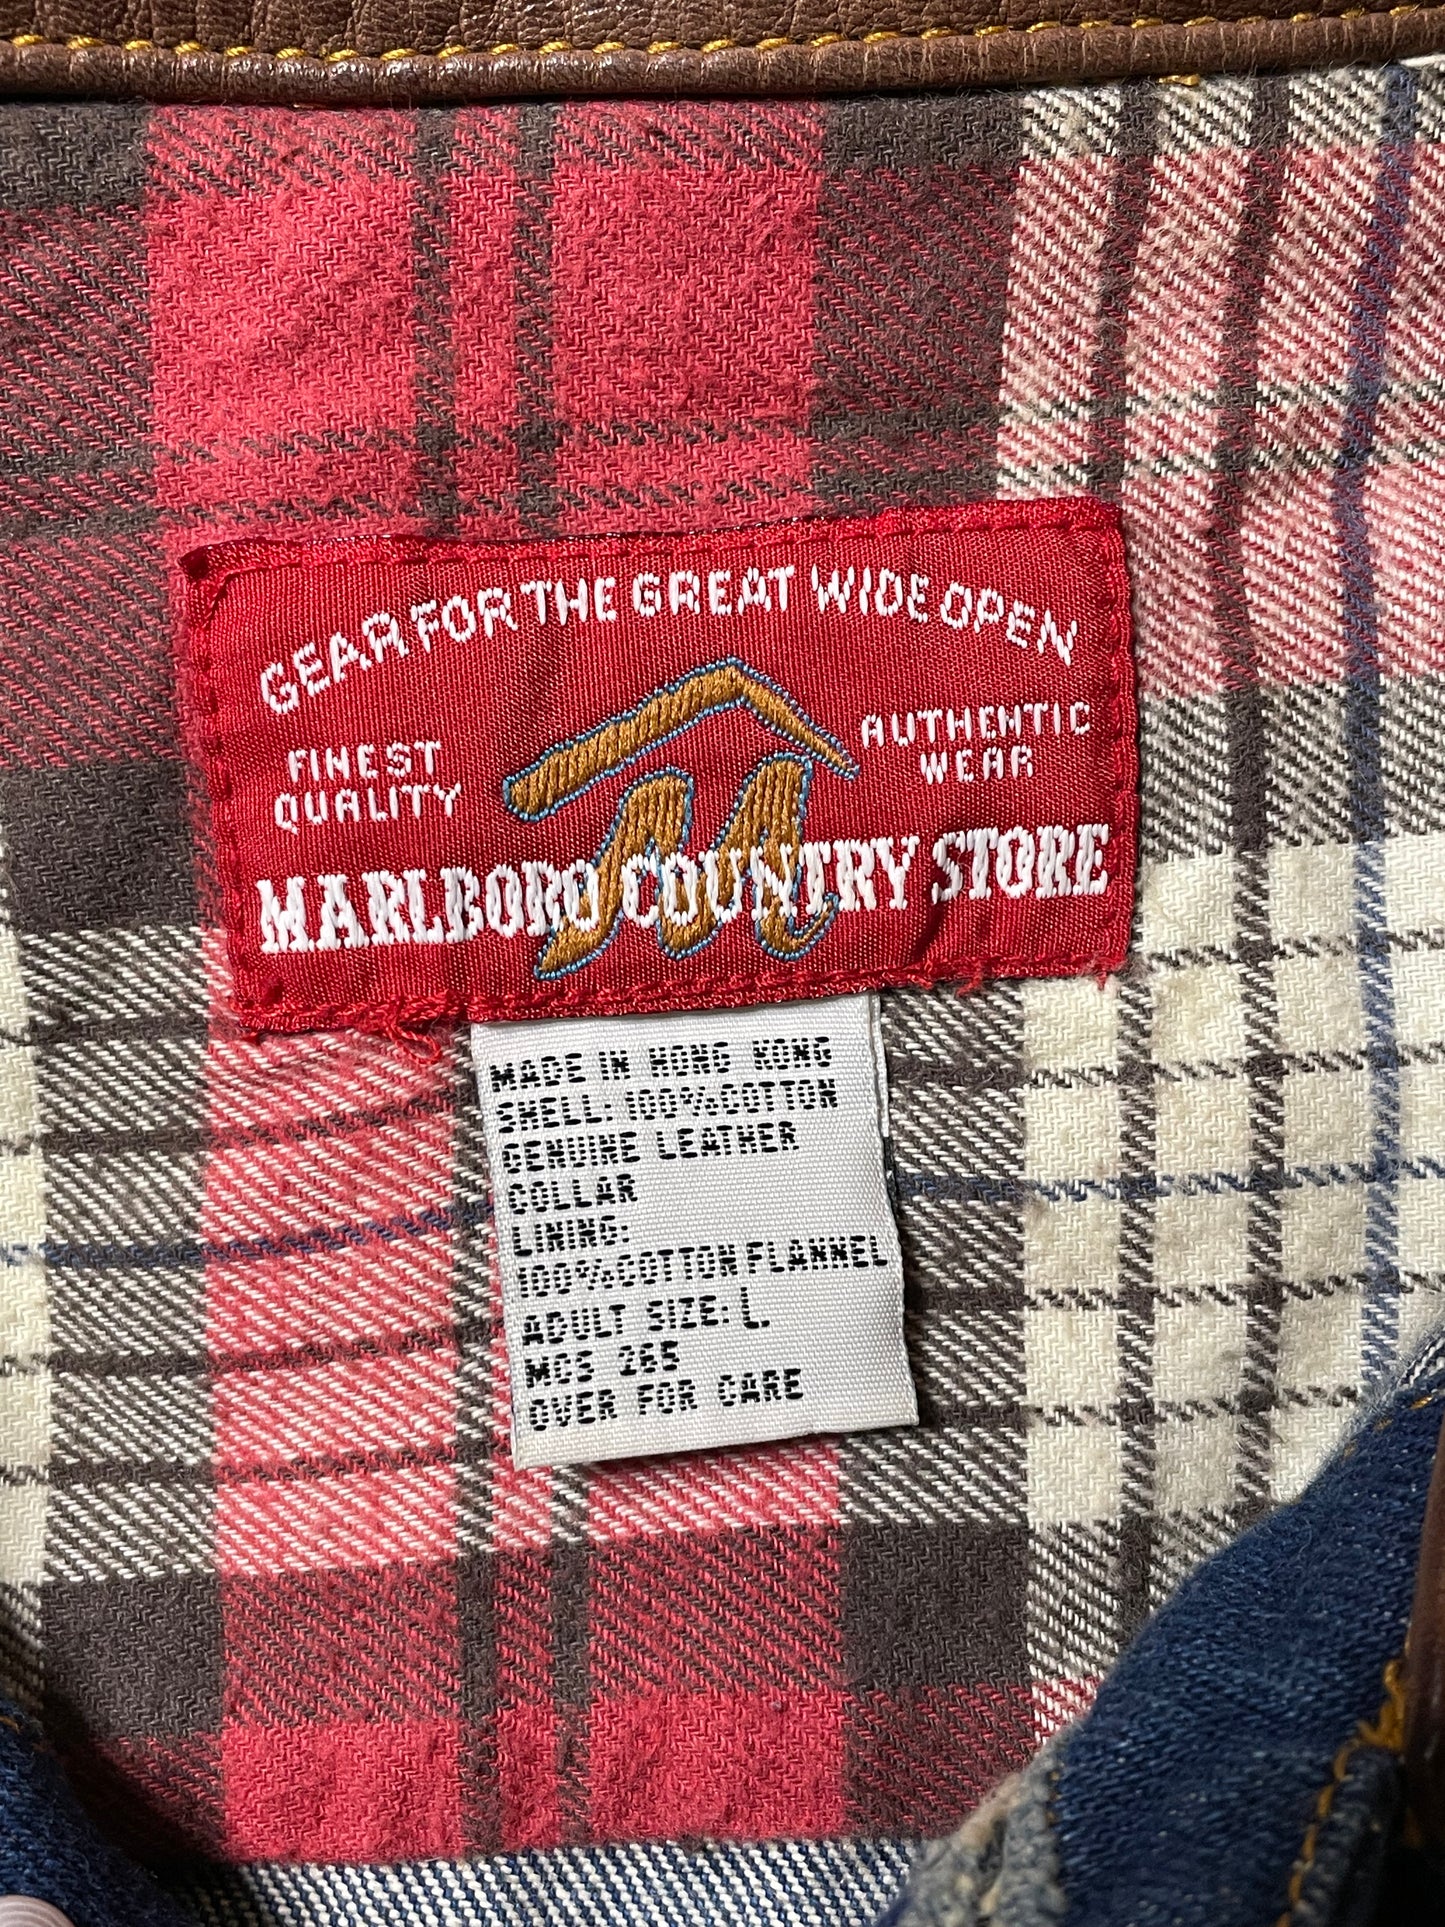 GEAR FOR THE GREAT WIDE OPEN
FINEST
QUALITY
AUTHENTIC
WEAR
MARLBORO COUNTRY STORE
MADE IN HONG KONG
SHELL: 100% COTTON
GENUINE LEATHER
COLLAR
LINING:
100% COTTON FLANNEL
ADULT SIZE: L
MCS 265
OVER FOR CARE